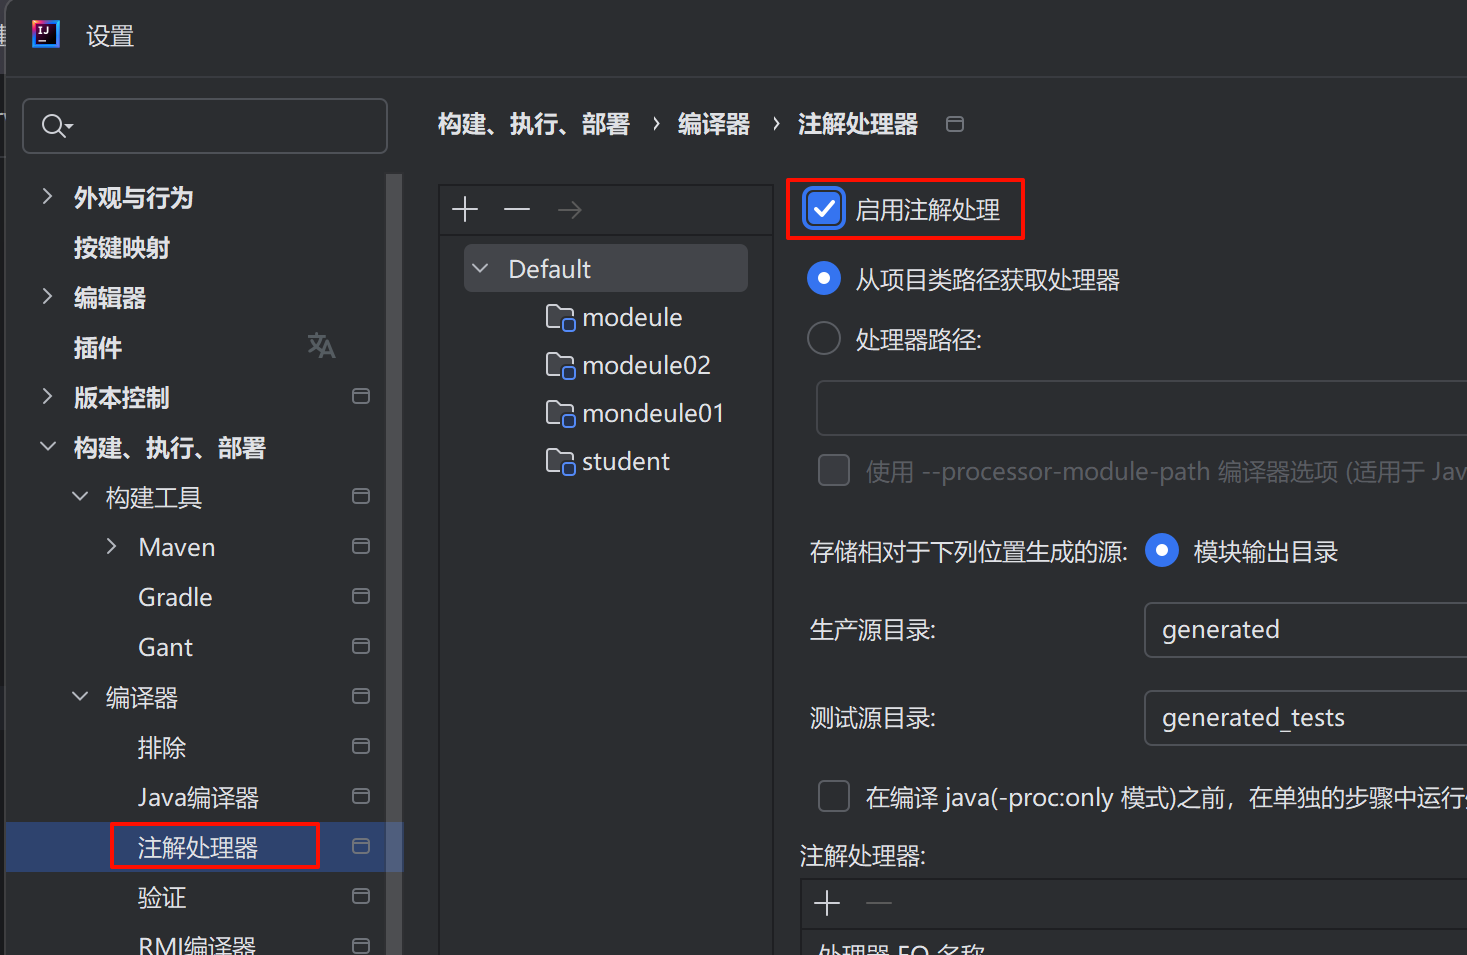 设置
构建、执行、部署 › 编译器 › 注解处理器
外观与行为
按键映射
编辑器
插件
版本控制
构建、执行、部署
构建工具
Maven
Gradle
Gant
编译器
排除
Java编译器
注解处理器
验证
RMI编译器
Default
modeule
modeule02
mondeule01
student
启用注解处理
从项目类路径获取处理器
处理器路径:
使用 --processor-module-path 编译器选项 (适用于 Jav
存储相对于下列位置生成的源: 模块输出目录
生产源目录: generated
测试源目录: generated_tests
在编译 java(-proc:only 模式)之前，在单独的步骤中运行
注解处理器:
处理器 FQ 名称